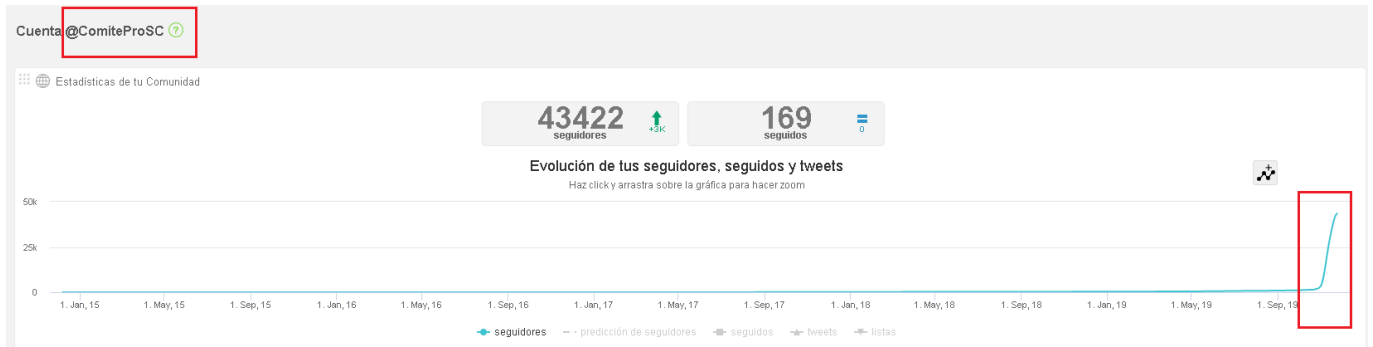 Cuenta @ComiteProSC ?
Estadísticas de tu Comunidad
43422 +3K
seguidores
169 0
seguidos
Evolución de tus seguidores, seguidos y tweets
Haz click y arrastra sobre la gráfica para hacer zoom
50k
25k
0
1. Jan, 15 1. May, 15 1. Sep, 15 1. Jan, 16 1. May, 16 1. Sep, 16 1. Jan, 17 1. May, 17 1. Sep, 17 1. Jan, 18 1. May, 18 1. Sep, 18 1. Jan, 19 1. May, 19 1. Sep, 19
seguidores predicción de seguidores seguidos tweets listas